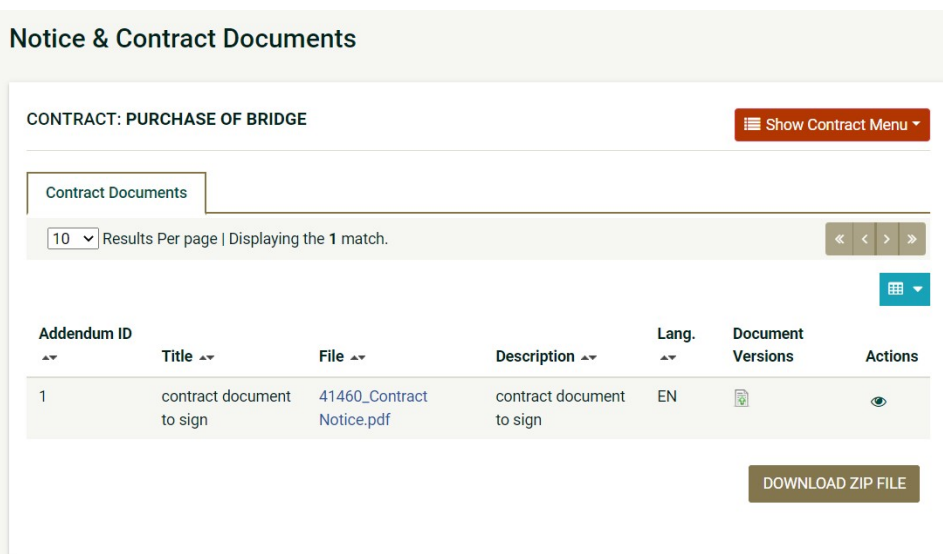 Notice & Contract Documents
CONTRACT: PURCHASE OF BRIDGE
Show Contract Menu
Contract Documents
10 Results Per page | Displaying the 1 match.
« < > »
Addendum ID Title File Description Lang. Document Versions Actions
1 contract document to sign 41460_Contract Notice.pdf contract document to sign EN
DOWNLOAD ZIP FILE